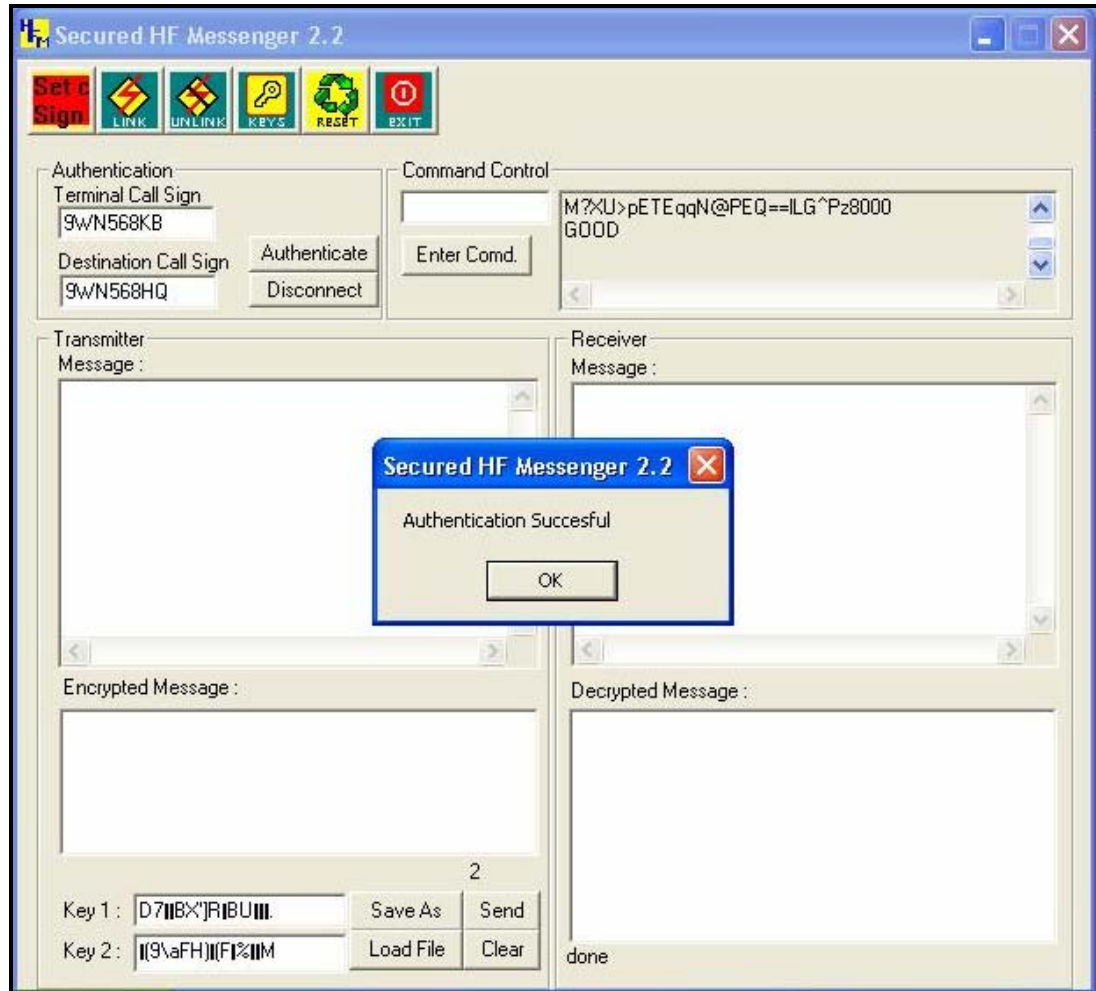 HFM Secured HF Messenger 2.2
Set c Sign LINK UNLINK KEYS RESET EXIT
Authentication
Terminal Call Sign
9WN568KB
Destination Call Sign
9WN568HQ
Authenticate
Disconnect
Command Control
Enter Comd.
M?XU>pETEqqN@PEQ==ILG^Pz8000
GOOD
Transmitter
Message :
Receiver
Message :
Secured HF Messenger 2.2
Authentication Succesful
OK
Encrypted Message :
Decrypted Message :
2
Key 1 :
Save As
Send
Key 2 :
Load File
Clear
done